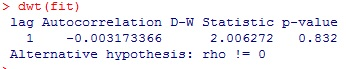 > dwt(fit)
 lag Autocorrelation D-W Statistic p-value
   1    -0.003173366      2.006272   0.832
 Alternative hypothesis: rho != 0